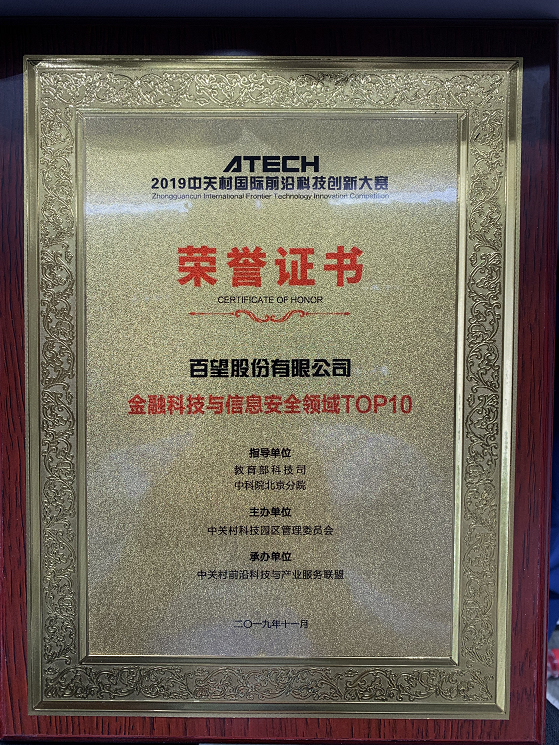 ATECH
2019中关村国际前沿科技创新大赛
Zhongguancun International Frontier Technology Innovation Competition
荣誉证书
CERTIFICATE OF HONOR
百望股份有限公司
金融科技与信息安全领域TOP10
指导单位
教育部科技司
中科院北京分院
主办单位
中关村科技园区管理委员会
承办单位
中关村前沿科技与产业服务联盟
二〇一九年十一月